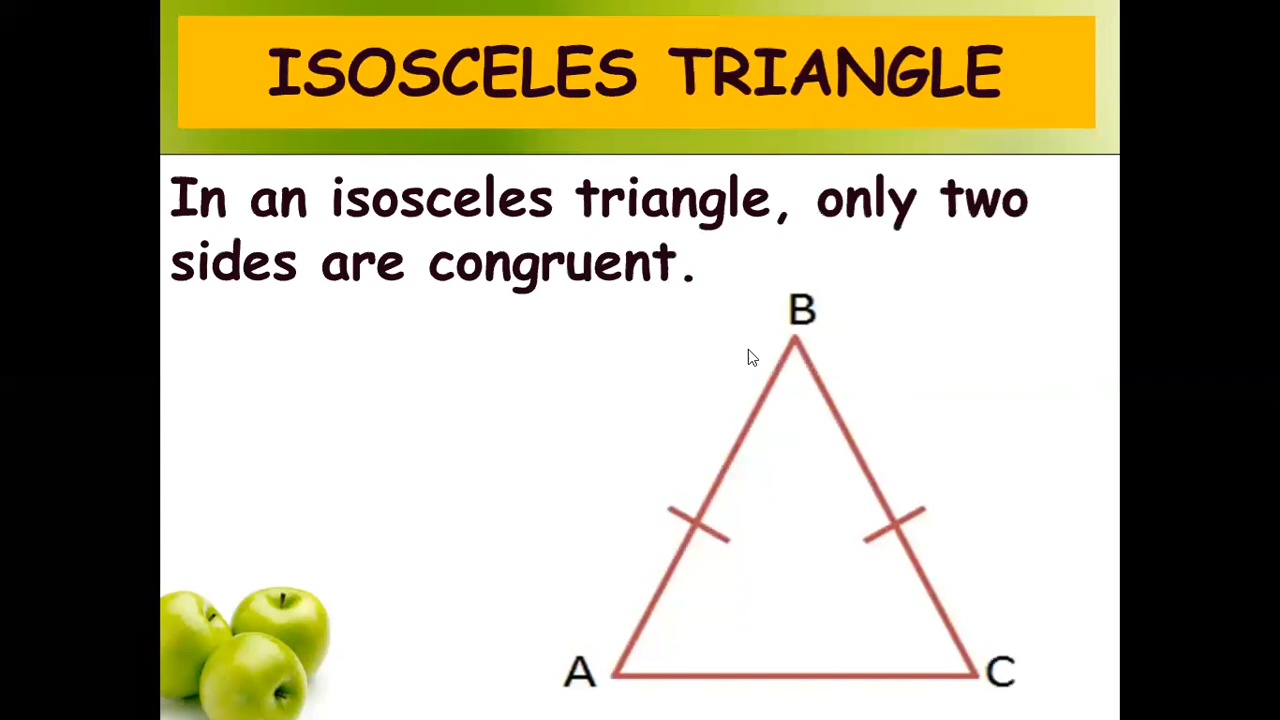 ISOSCELES TRIANGLE
In an isosceles triangle, only two
sides are congruent.
B
A
C